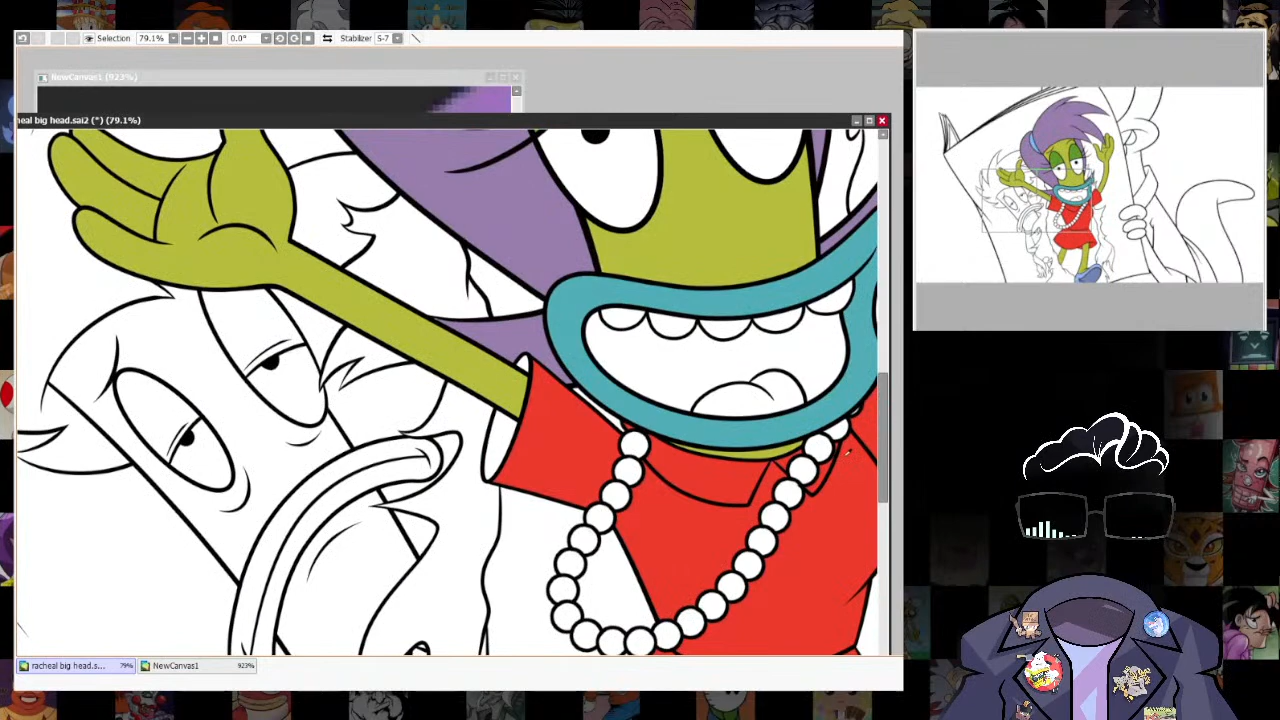 Selection 79.1% 0.0° Stabilizer S-7
NewCanvas1 (923%)
heal big head.sai2 (*) (79.1%)
racheal big head.s... 79% NewCanvas1 923%